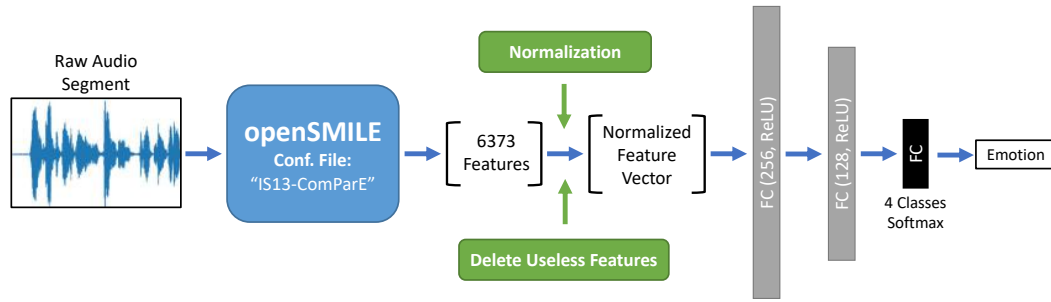 Raw Audio
Segment
openSMILE
Conf. File:
“IS13-ComParE”
6373
Features
Normalization
Delete Useless Features
Normalized
Feature
Vector
FC (256, ReLU)
FC (128, ReLU)
FC
4 Classes
Softmax
Emotion